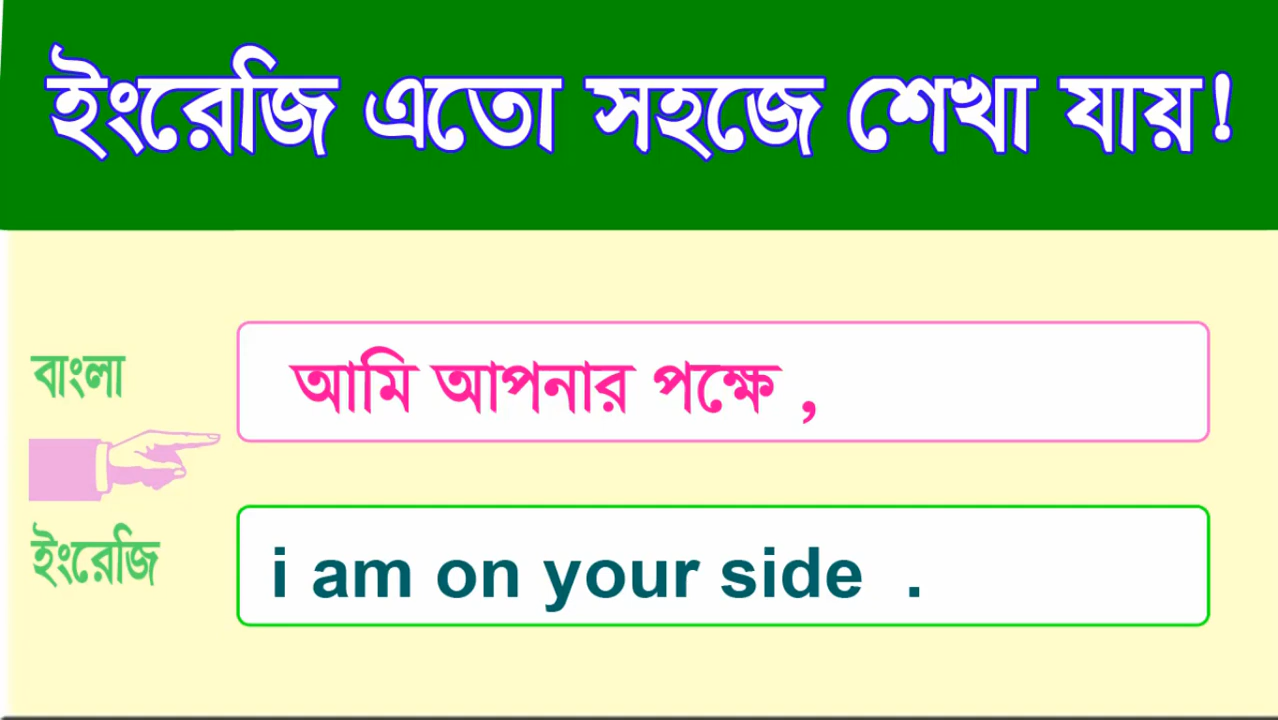 ইংরেজি এতো সহজে শেখা যায়!
বাংলা
আমি আপনার পক্ষে ,
ইংরেজি
i am on your side .